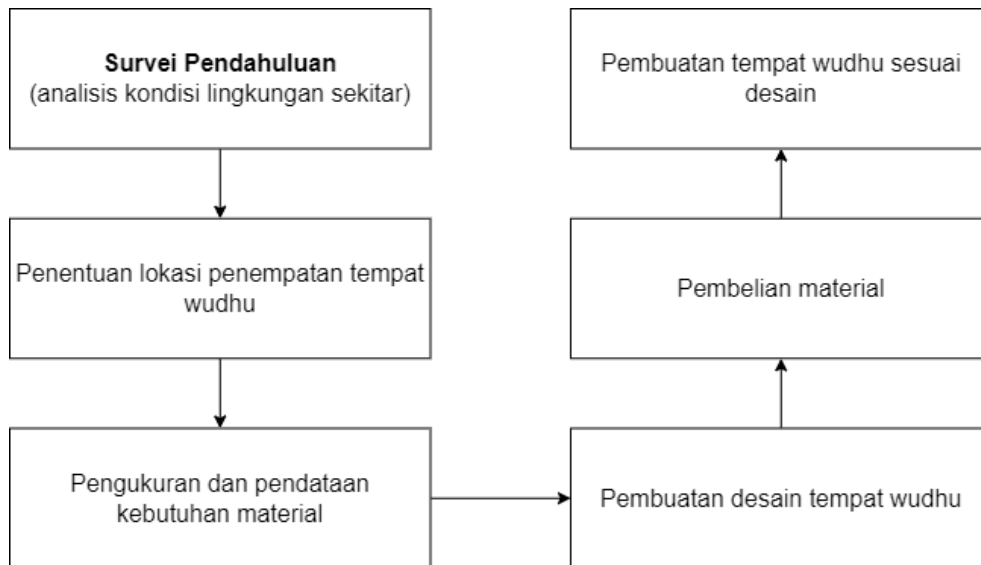 Survei Pendahuluan
(analisis kondisi lingkungan sekitar)
Penentuan lokasi penempatan tempat
wudhu
Pengukuran dan pendataan
kebutuhan material
Pembuatan desain tempat wudhu
Pembelian material
Pembuatan tempat wudhu sesuai
desain